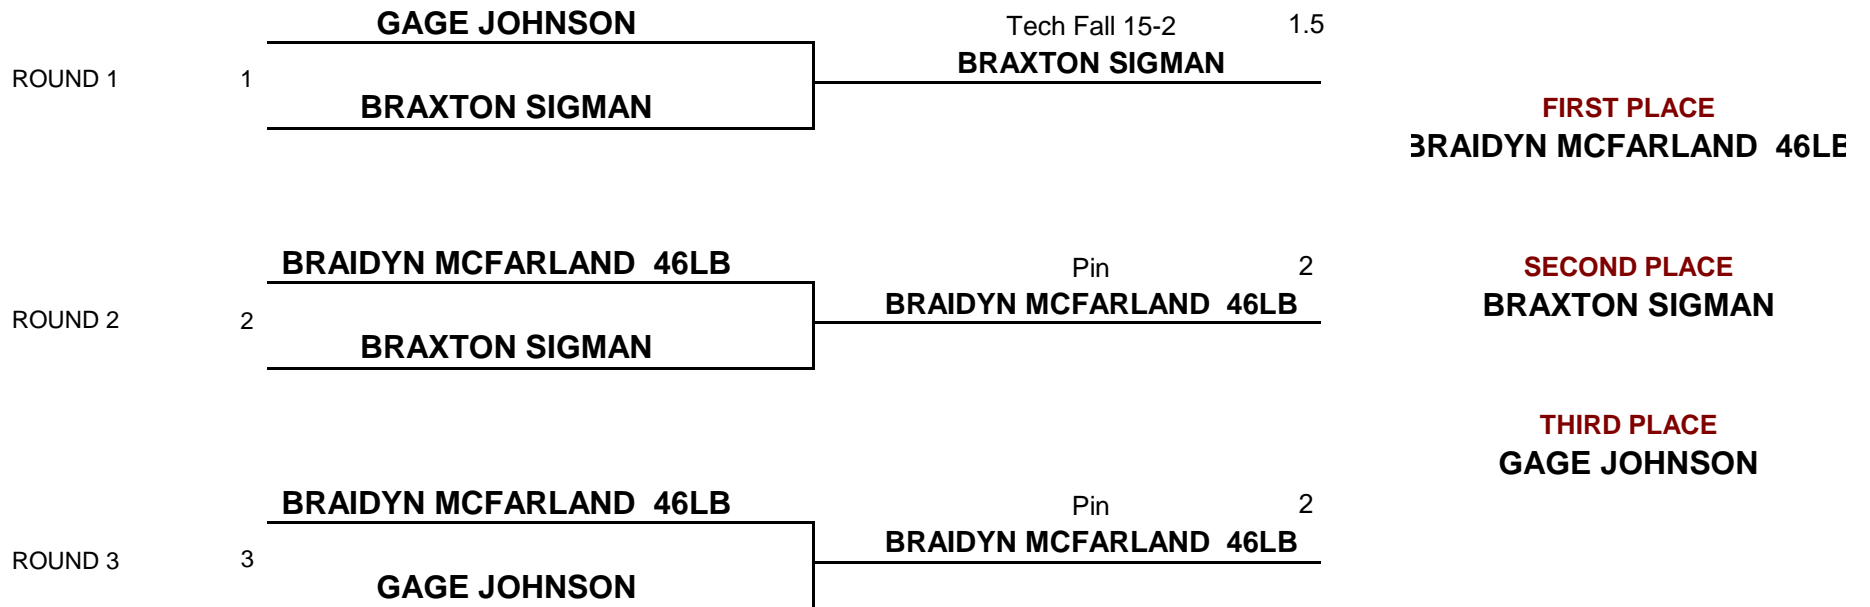 GAGE JOHNSON
Tech Fall 15-2 1.5
BRAXTON SIGMAN
ROUND 1 1
BRAXTON SIGMAN
FIRST PLACE
BRAIDYN MCFARLAND 46LB
BRAIDYN MCFARLAND 46LB
Pin 2
SECOND PLACE
BRAIDYN MCFARLAND 46LB
BRAXTON SIGMAN
ROUND 2 2
BRAXTON SIGMAN
THIRD PLACE
GAGE JOHNSON
BRAIDYN MCFARLAND 46LB
Pin 2
BRAIDYN MCFARLAND 46LB
ROUND 3 3
GAGE JOHNSON